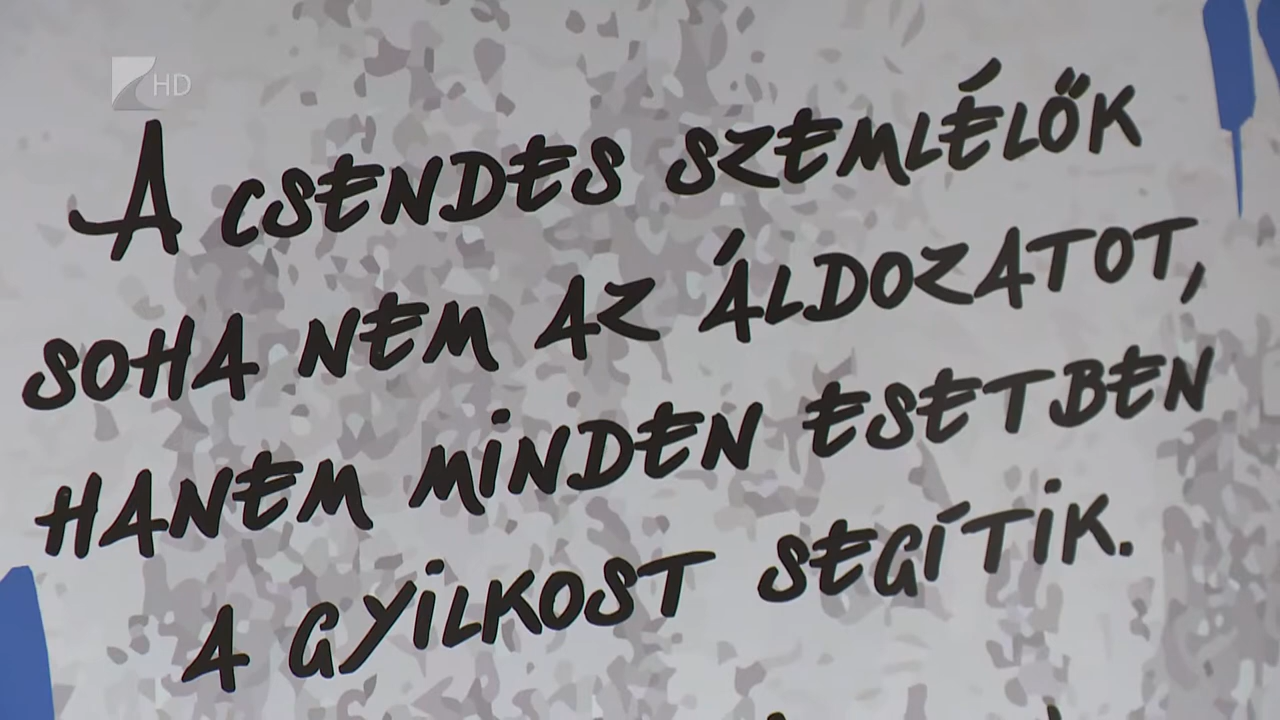 HD
A CSENDES SZEMLÉLŐK
SOHA NEM AZ ÁLDOZATOT,
HANEM MINDEN ESETBEN
A GYILKOST SEGÍTIK.